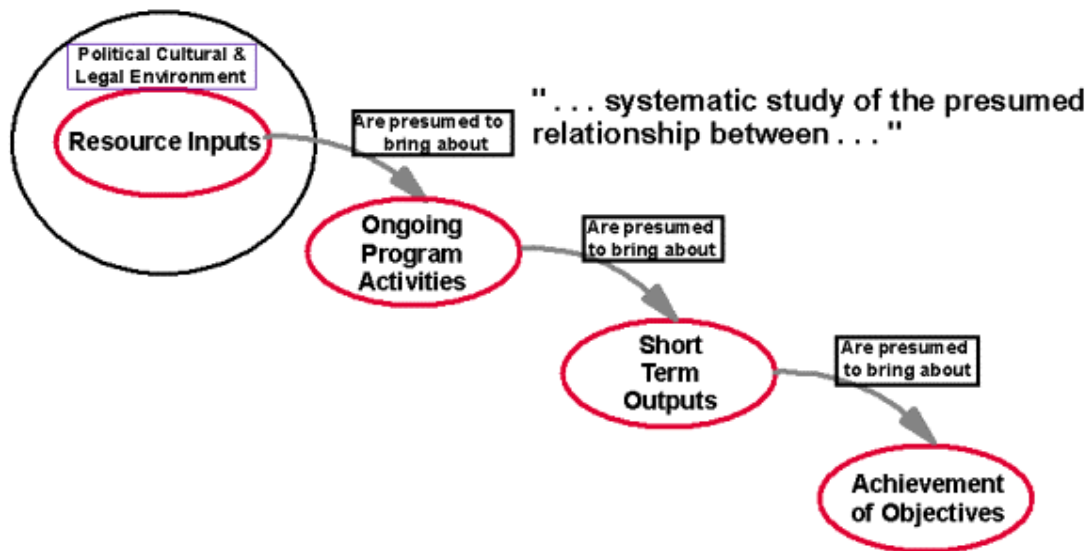 Political Cultural &
Legal Environment
Resource Inputs
Are presumed to
bring about
" . . . systematic study of the presumed
relationship between . . . "
Ongoing
Program
Activities
Are presumed
to bring about
Short
Term
Outputs
Are presumed
to bring about
Achievement
of Objectives